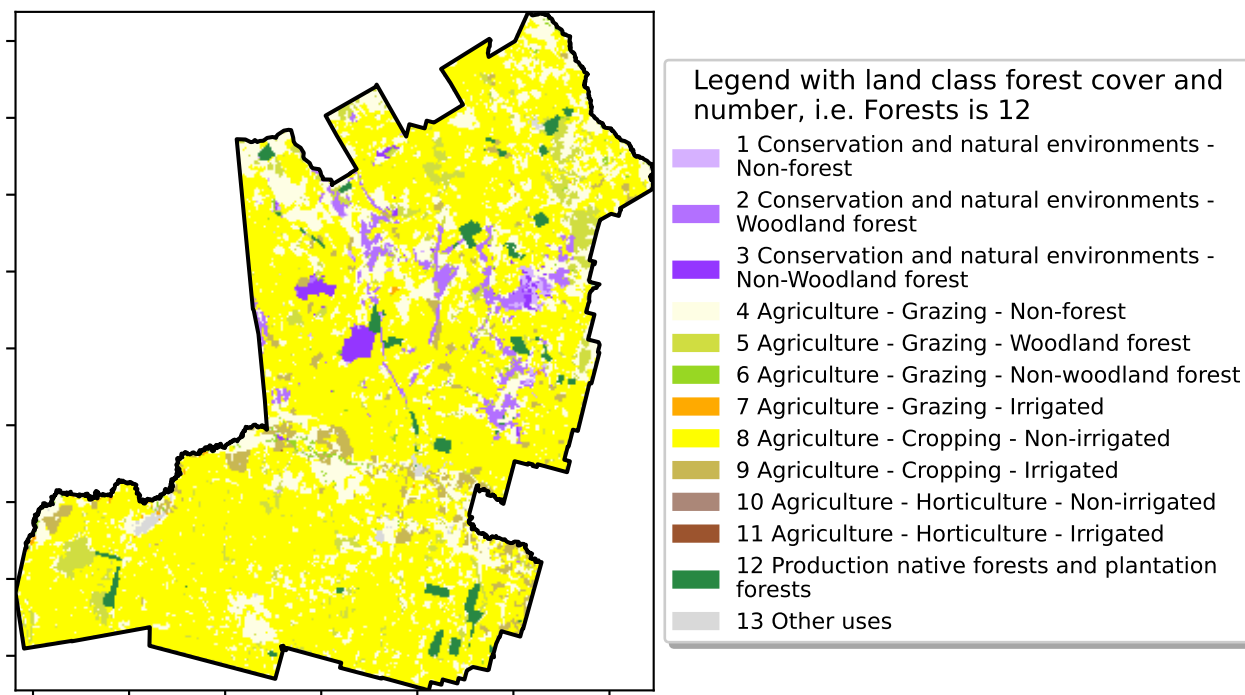 Legend with land class forest cover and
number, i.e. Forests is 12
1 Conservation and natural environments -
Non-forest
2 Conservation and natural environments -
Woodland forest
3 Conservation and natural environments -
Non-Woodland forest
4 Agriculture - Grazing - Non-forest
5 Agriculture - Grazing - Woodland forest
6 Agriculture - Grazing - Non-woodland forest
7 Agriculture - Grazing - Irrigated
8 Agriculture - Cropping - Non-irrigated
9 Agriculture - Cropping - Irrigated
10 Agriculture - Horticulture - Non-irrigated
11 Agriculture - Horticulture - Irrigated
12 Production native forests and plantation
forests
13 Other uses